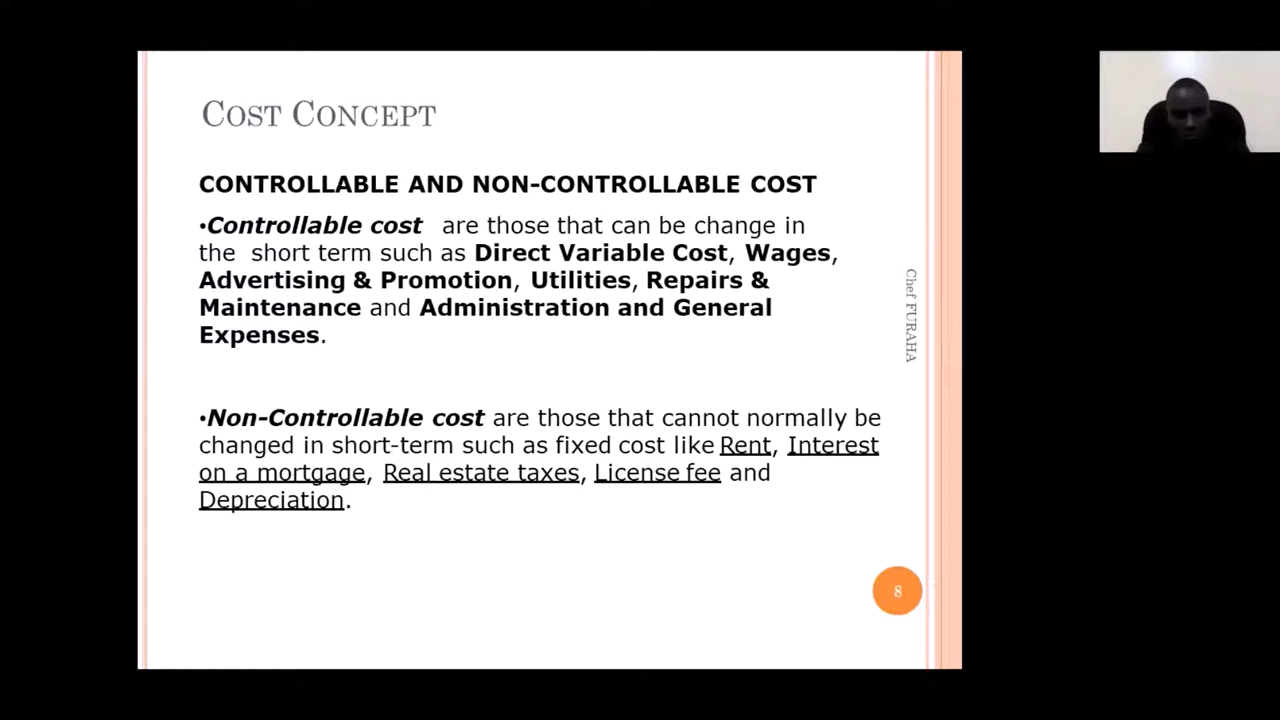 COST CONCEPT
CONTROLLABLE AND NON-CONTROLLABLE COST
•Controllable cost are those that can be change in
the short term such as Direct Variable Cost, Wages,
Advertising & Promotion, Utilities, Repairs &
Maintenance and Administration and General
Expenses.
•Non-Controllable cost are those that cannot normally be
changed in short-term such as fixed cost like Rent, Interest
on a mortgage, Real estate taxes, License fee and
Depreciation.
Chef FURAHA
8